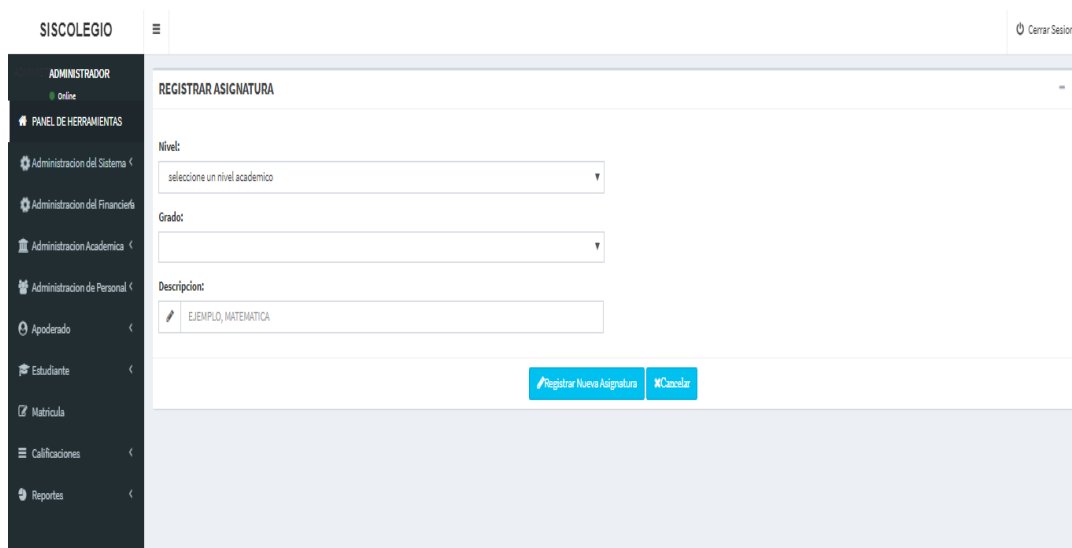 SISCOLEGIO
Cerrar Sesion
ADMINISTRADOR
Online
PANEL DE HERRAMIENTAS
Administracion del Sistema
Administracion del Financiera
Administracion Academica
Administracion de Personal
Apoderado
Estudiante
Matricula
Calificaciones
Reportes
REGISTRAR ASIGNATURA
Nivel:
seleccione un nivel academico
Grado:
Descripcion:
EJEMPLO, MATEMATICA
Registrar Nueva Asignatura
Cancelar